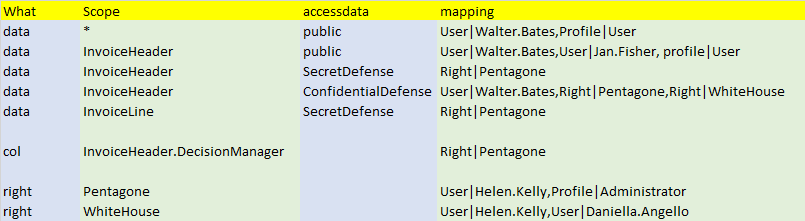 What Scope accessdata mapping
data * public User|Walter.Bates,Profile|User
data InvoiceHeader public User|Walter.Bates,User|Jan.Fisher, profile|User
data InvoiceHeader SecretDefense Right|Pentagone
data InvoiceHeader ConfidentialDefense User|Walter.Bates,Right|Pentagone,Right|WhiteHouse
data InvoiceLine SecretDefense Right|Pentagone
col InvoiceHeader.DecisionManager Right|Pentagone
right Pentagone User|Helen.Kelly,Profile|Administrator
right WhiteHouse User|Helen.Kelly,User|Daniella.Angello